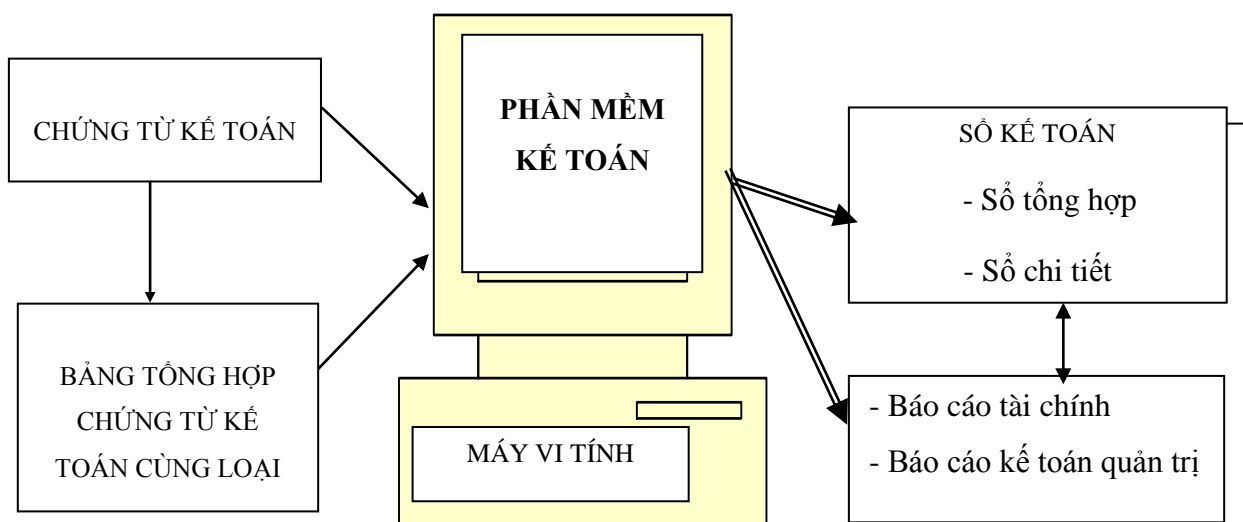 CHỨNG TỪ KẾ TOÁN
BẢNG TỔNG HỢP
CHỨNG TỪ KẾ
TOÁN CÙNG LOẠI
PHẦN MỀM
KẾ TOÁN
MÁY VI TÍNH
SỔ KẾ TOÁN
- Sổ tổng hợp
- Sổ chi tiết
- Báo cáo tài chính
- Báo cáo kế toán quản trị